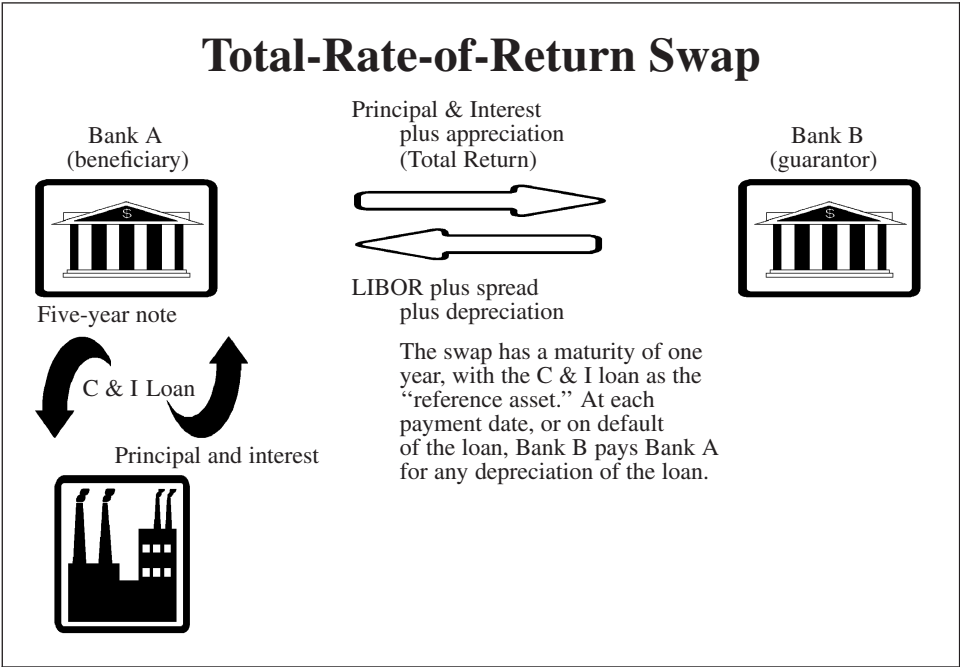 Total-Rate-of-Return Swap
Bank A
(beneficiary)
Principal & Interest
plus appreciation
(Total Return)
Bank B
(guarantor)
$
$
LIBOR plus spread
plus depreciation
Five-year note
C & I Loan
Principal and interest
The swap has a maturity of one
year, with the C & I loan as the
“reference asset.” At each
payment date, or on default
of the loan, Bank B pays Bank A
for any depreciation of the loan.